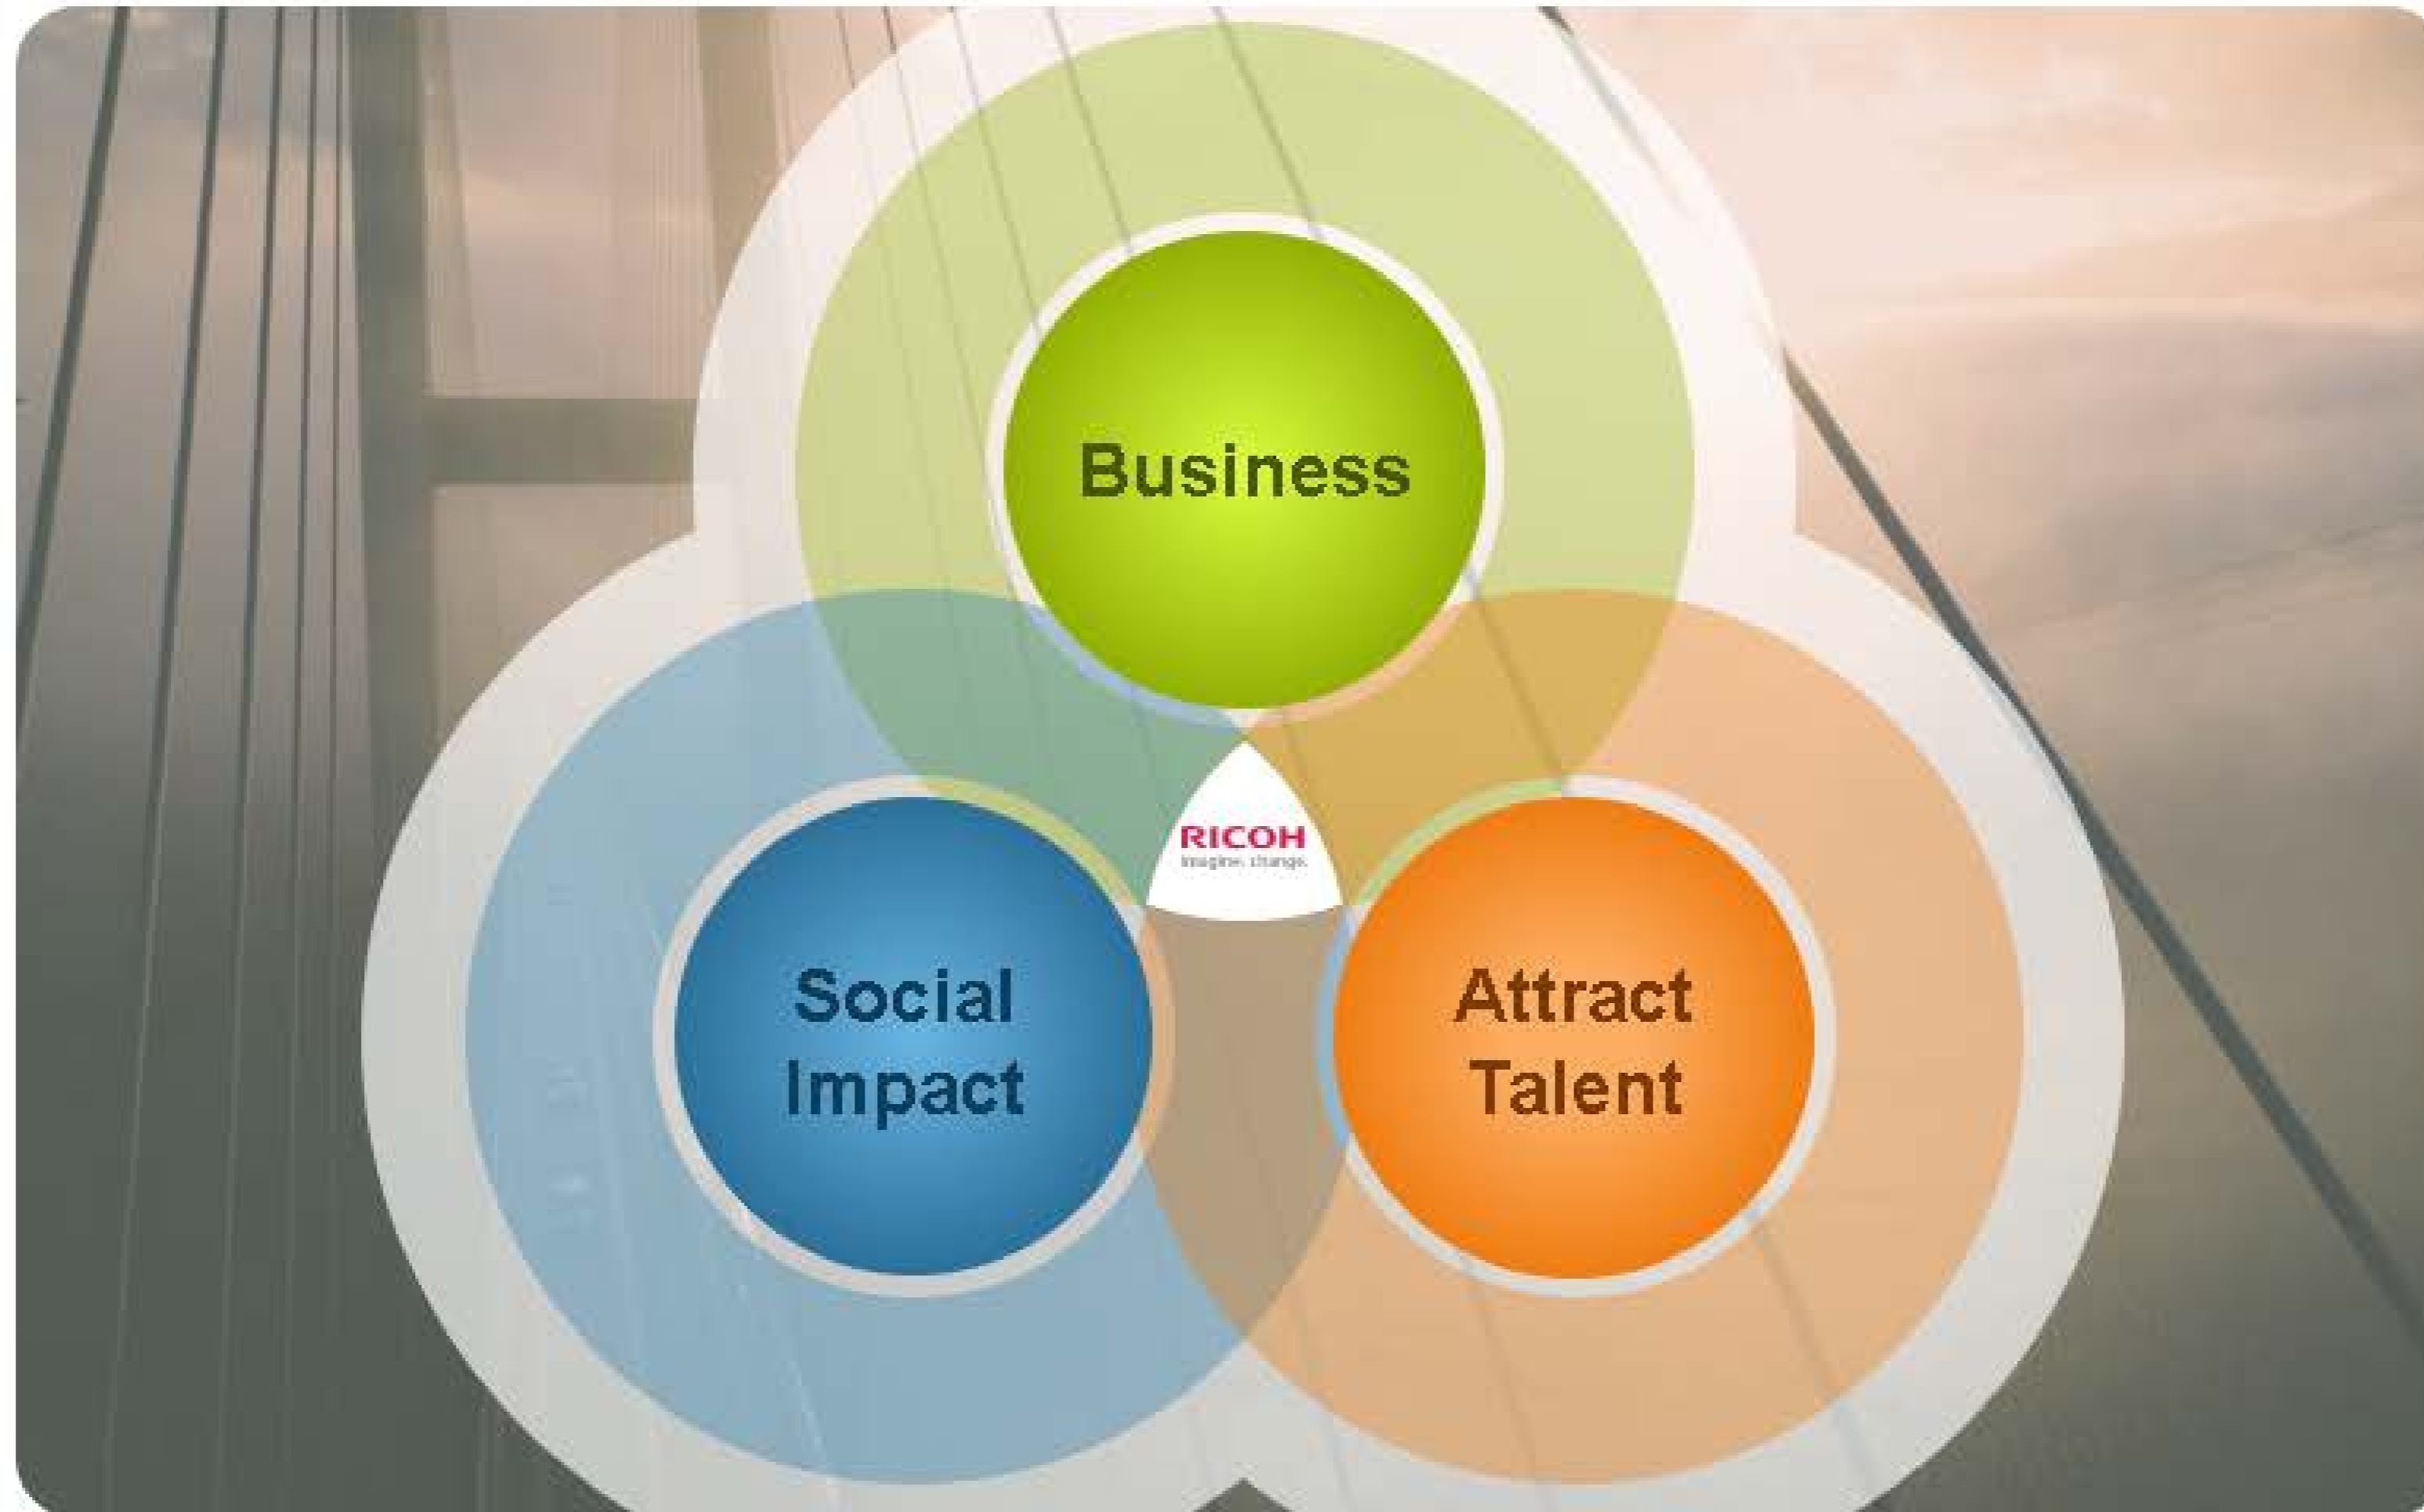 Business
RICOH
imagine. change.
Social
Impact
Attract
Talent